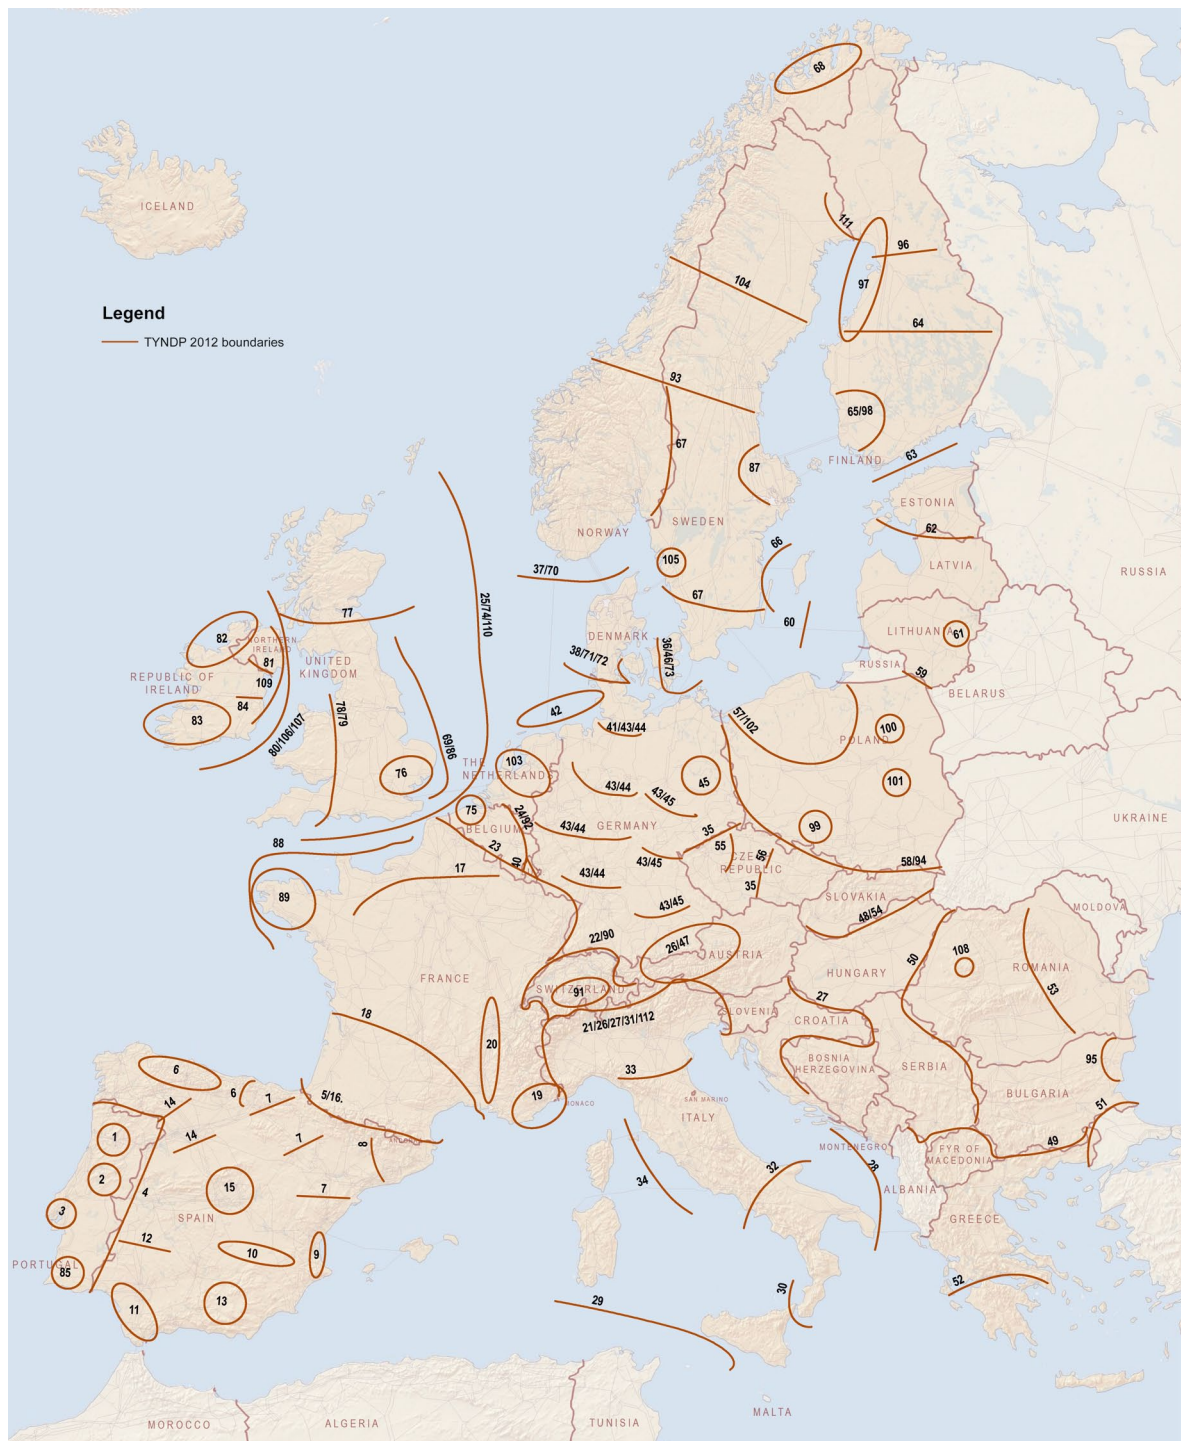 68
ICELAND
111
96
104
97
Legend
TYNDP 2012 boundaries
64
93
65/98
67
87
FINLAND
63
ESTONIA
62
NORWAY
SWEDEN
66
105
37/70
LATVIA
RUSSIA
67
25/74/110
77
60
82
NORTHERN
IRELAND
DENMARK
LITHUANIA
61
81
UNITED
KINGDOM
38/71/72
36/46/73
RUSSIA
59
REPUBLIC OF
IRELAND
109
BELARUS
84
83
78/79
80/106/107
42
57/102
100
POLAND
41/43/44
69/86
THE
NETHERLANDS
103
76
45
101
43/44
43/45
75
24/92
BELGIUM
43/44
GERMANY
99
UKRAINE
35
55
88
23
40
43/45
CZECH
REPUBLIC
56
58/94
17
43/44
35
89
SLOVAKIA
43/45
48/54
MOLDOVA
22/90
26/47
AUSTRIA
50
108
FRANCE
HUNGARY
ROMANIA
SWITZERLAND
91
27
53
18
21/26/27/31/112
SLOVENIA
CROATIA
20
BOSNIA
HERZEGOVINA
SERBIA
95
6
33
6
7
5/16.
19
MONACO
SAN MARINO
BULGARIA
14
ITALY
51
1
14
7
8
MONTENEGRO
49
FYR OF
MACEDONIA
2
4
15
7
34
32
28
ALBANIA
3
SPAIN
GREECE
12
10
9
PORTUGAL
85
52
11
13
29
30
MOROCCO
ALGERIA
TUNISIA
MALTA